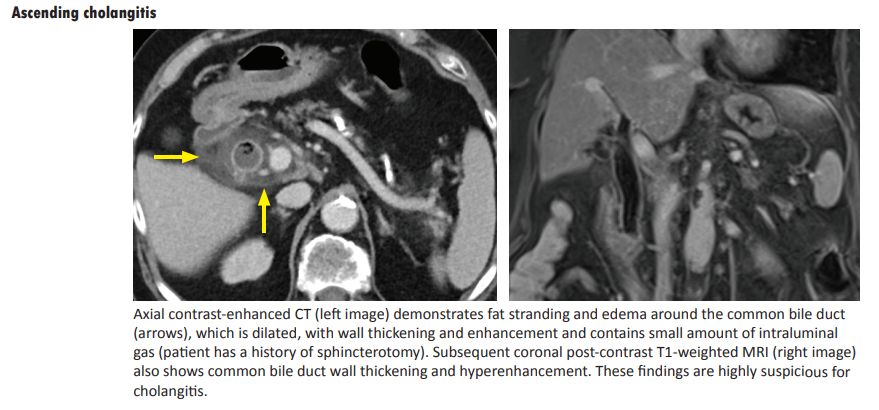 Ascending cholangitis
Axial contrast-enhanced CT (left image) demonstrates fat stranding and edema around the common bile duct
(arrows), which is dilated, with wall thickening and enhancement and contains small amount of intraluminal
gas (patient has a history of sphincterotomy). Subsequent coronal post-contrast T1-weighted MRI (right image)
also shows common bile duct wall thickening and hyperenhancement. These findings are highly suspicious for
cholangitis.